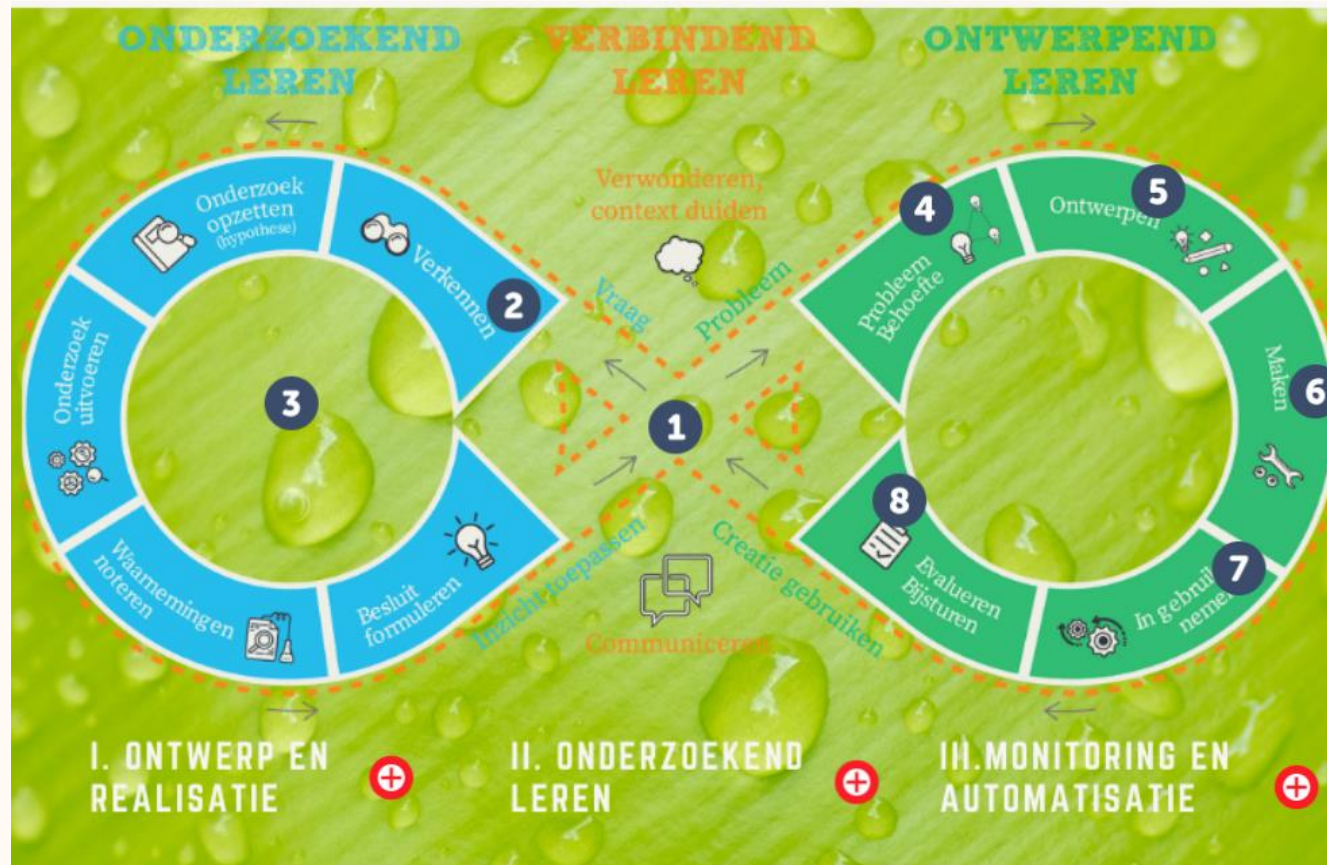 ONDERZOEKEND
LEREN
VERBINDEND
LEREN
ONTWERPEND
LEREN
Verwonderen,
context duiden
Onderzoek
opzetten
(hypothese)
Verkennen
2
Vraag
Probleem
4
Probleem
Behoefte
5
Ontwerpen
Onderzoek
uitvoeren
3
1
Maken
6
Waarnemingen
noteren
Besluit
formuleren
Inzicht toepassen
Communiceren
Creatie gebruiken
8
Evalueren
Bijsturen
7
In gebruik
nemen
I. ONTWERP EN
REALISATIE
II. ONDERZOEKEND
LEREN
III.MONITORING EN
AUTOMATISATIE